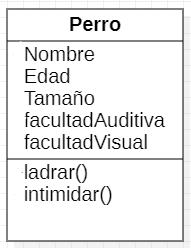 Perro
Nombre
Edad
Tamaño
facultadAuditiva
facultadVisual
ladrar()
intimidar()